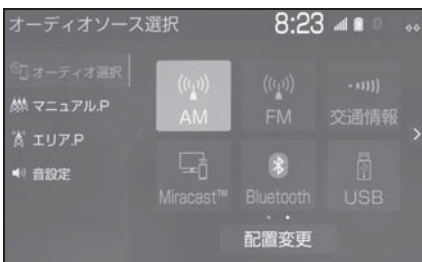 オーディオソース選択 8:23
オーディオ選択
マニュアル.P
エリア.P
音設定
AM FM 交通情報
Miracast™ Bluetooth USB
配置変更